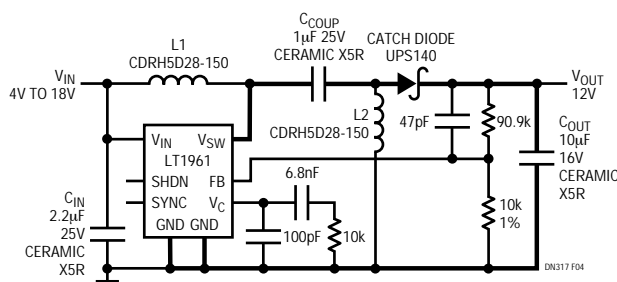 L1
CDRH5D28-150
CCOUP
1µF 25V
CERAMIC X5R
CATCH DIODE
UPS140
VIN
4V TO 18V
VOUT
12V
L2
CDRH5D28-150
47pF
90.9k
COUT
10µF
16V
CERAMIC
X5R
VIN
VSW
LT1961
SHDN
FB
SYNC
VC
GND
GND
6.8nF
CIN
2.2µF
25V
CERAMIC
X5R
100pF
10k
10k
1%
DN317 F04